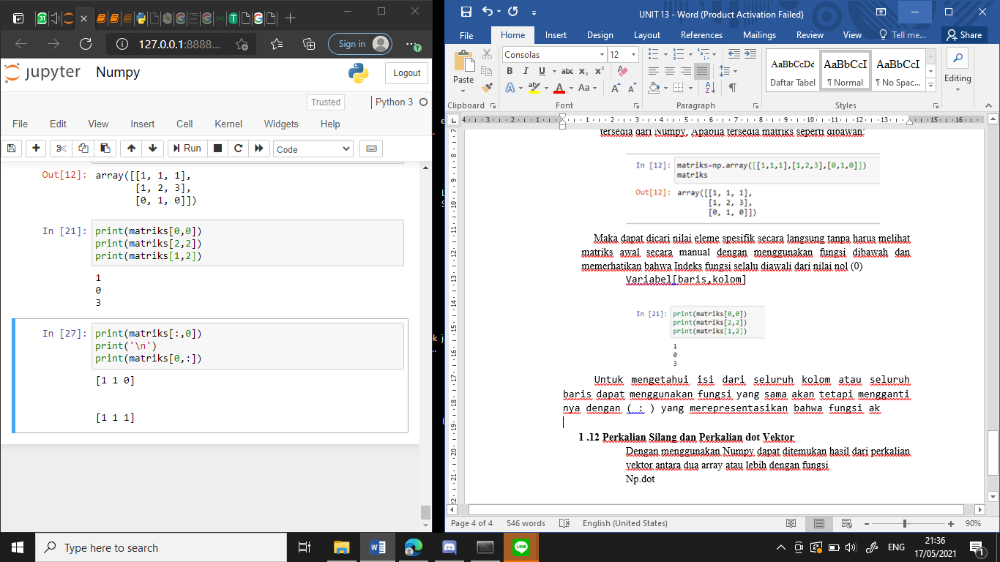 Sign in
127.0.0.1:8888...
jupyter Numpy
Logout
Trusted
Python 3
File Edit View Insert Cell Kernel Widgets Help
Run
Code
Out[12]: array([[1, 1, 1],
[1, 2, 3],
[0, 1, 0]])
In [21]: print(matriks[0,0])
print(matriks[2,2])
print(matriks[1,2])
1
0
3
In [27]: print(matriks[:,0])
print('\n')
print(matriks[0,:])
[1 1 0]
[1 1 1]
UNIT 13 - Word (Product Activation Failed)
File Home Insert Design Layout References Mailings Review View Tell me... Share
Paste
Consolas 12
B I U abc x₂ x²
A aby A Aa A A
AaBbCcDd AaBbCcI AaBbCcI
Daftar Tabel ¶ Normal ¶ No Spac...
Editing
Clipboard Font Paragraph Styles
tersedia dari Numpy. Apabila tersedia matriks seperti dibawah:
In [12]: matriks=np.array([[1,1,1],[1,2,3],[0,1,0]])
matriks
Out[12]: array([[1, 1, 1],
[1, 2, 3],
[0, 1, 0]])
Maka dapat dicari nilai eleme spesifik secara langsung tanpa harus melihat
matriks awal secara manual dengan menggunakan fungsi dibawah dan
memerhatikan bahwa Indeks fungsi selalu diawali dari nilai nol (0)
Variabel[baris,kolom]
In [21]: print(matriks[0,0])
print(matriks[2,2])
print(matriks[1,2])
1
0
3
Untuk mengetahui isi dari seluruh kolom atau seluruh
baris dapat menggunakan fungsi yang sama akan tetapi mengganti
nya dengan ( : ) yang merepresentasikan bahwa fungsi ak
1 .12 Perkalian Silang dan Perkalian dot Vektor
Dengan menggunakan Numpy dapat ditemukan hasil dari perkalian
vektor antara dua array atau lebih dengan fungsi
Np.dot
Page 4 of 4 546 words English (United States) 90%
Type here to search
ENG
21:36
17/05/2021